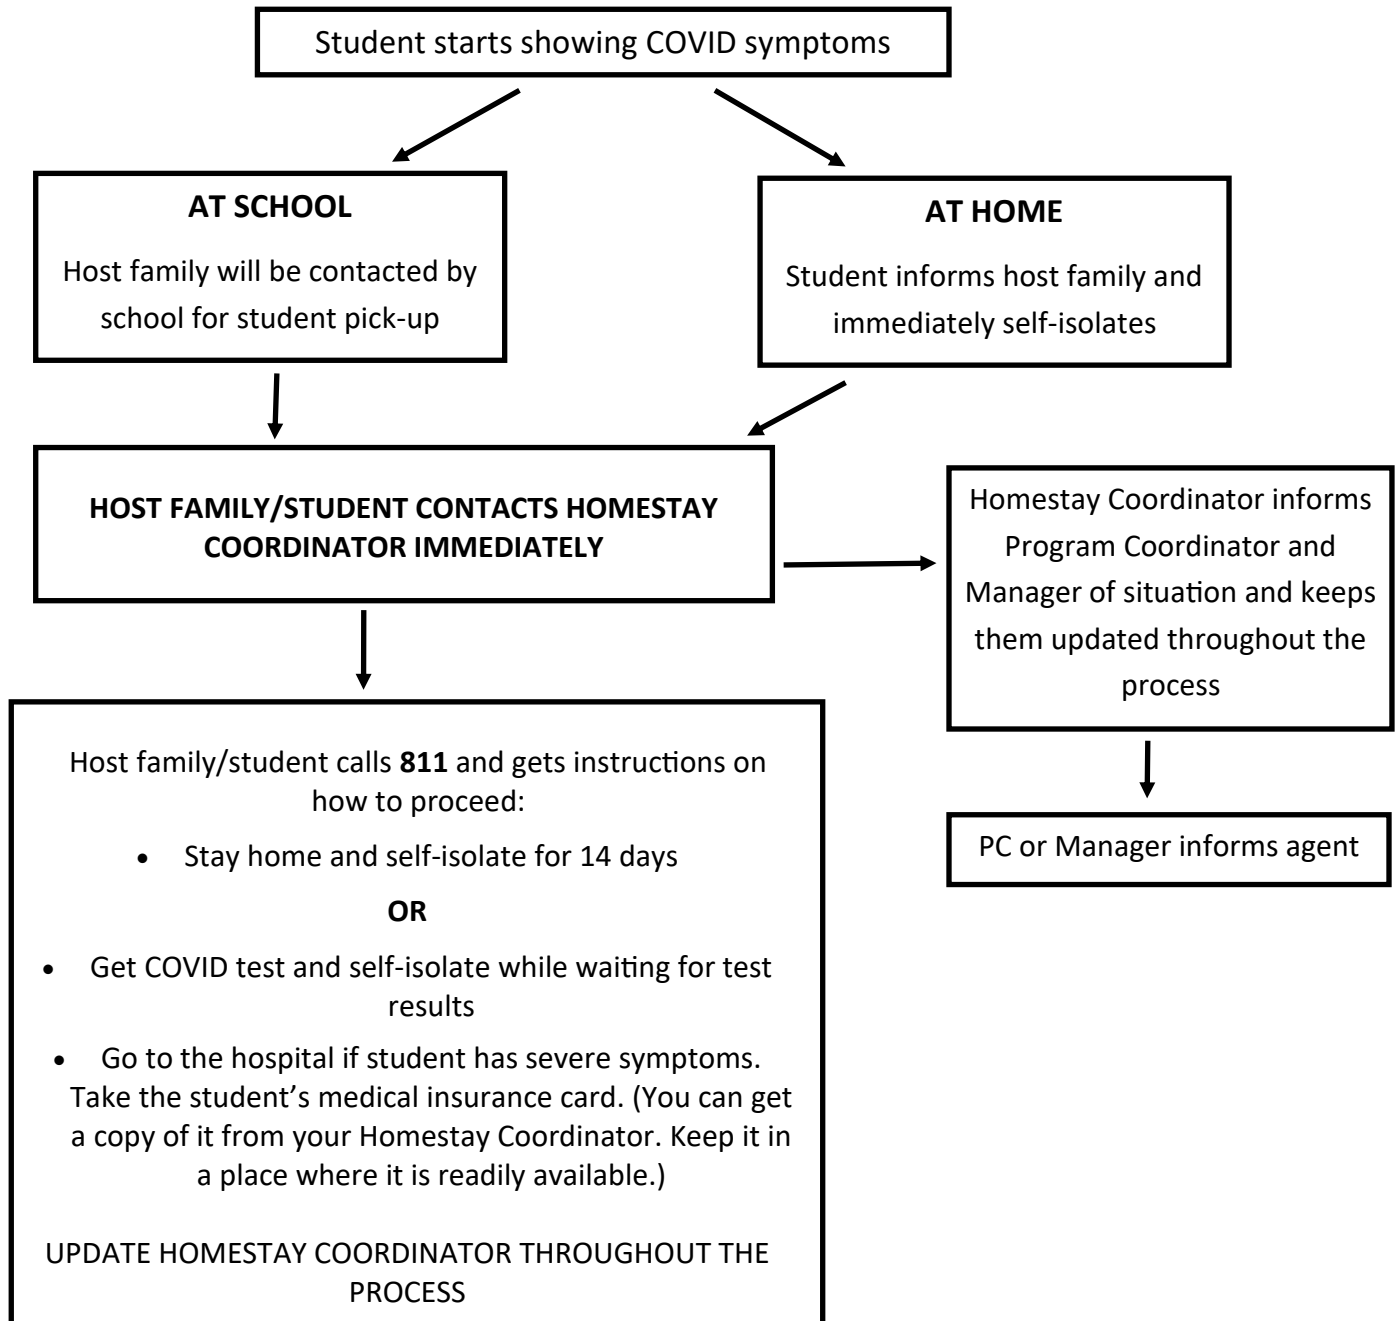 Student starts showing COVID symptoms
AT SCHOOL
Host family will be contacted by
school for student pick-up
AT HOME
Student informs host family and
immediately self-isolates
HOST FAMILY/STUDENT CONTACTS HOMESTAY
COORDINATOR IMMEDIATELY
Homestay Coordinator informs
Program Coordinator and
Manager of situation and keeps
them updated throughout the
process
PC or Manager informs agent
Host family/student calls 811 and gets instructions on
how to proceed:
• Stay home and self-isolate for 14 days
OR
• Get COVID test and self-isolate while waiting for test
results
• Go to the hospital if student has severe symptoms.
Take the student’s medical insurance card. (You can get
a copy of it from your Homestay Coordinator. Keep it in
a place where it is readily available.)
UPDATE HOMESTAY COORDINATOR THROUGHOUT THE
PROCESS